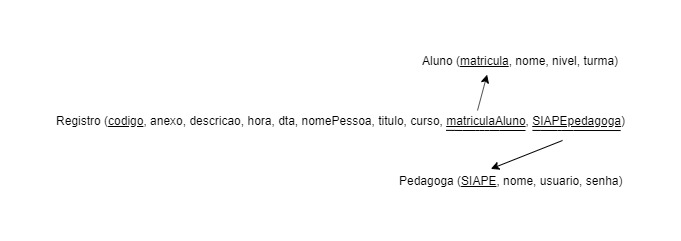 Aluno (matricula, nome, nivel, turma)
Registro (codigo, anexo, descricao, hora, dta, nomePessoa, titulo, curso, matriculaAluno, SIAPEpedagoga)
Pedagoga (SIAPE, nome, usuario, senha)